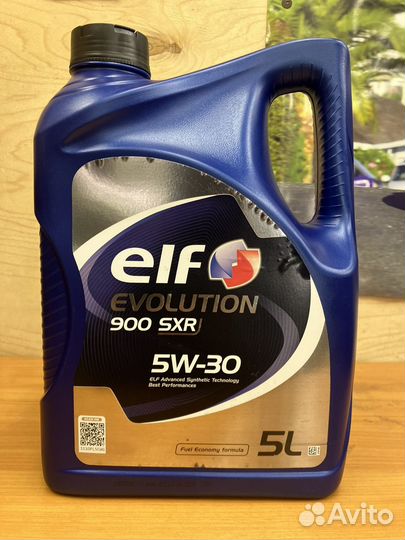 elf
EVOLUTION
900 SXR
5W-30
ELF Advanced Synthetic Technology
Best Performances
Fuel Economy formula
5L
Avito